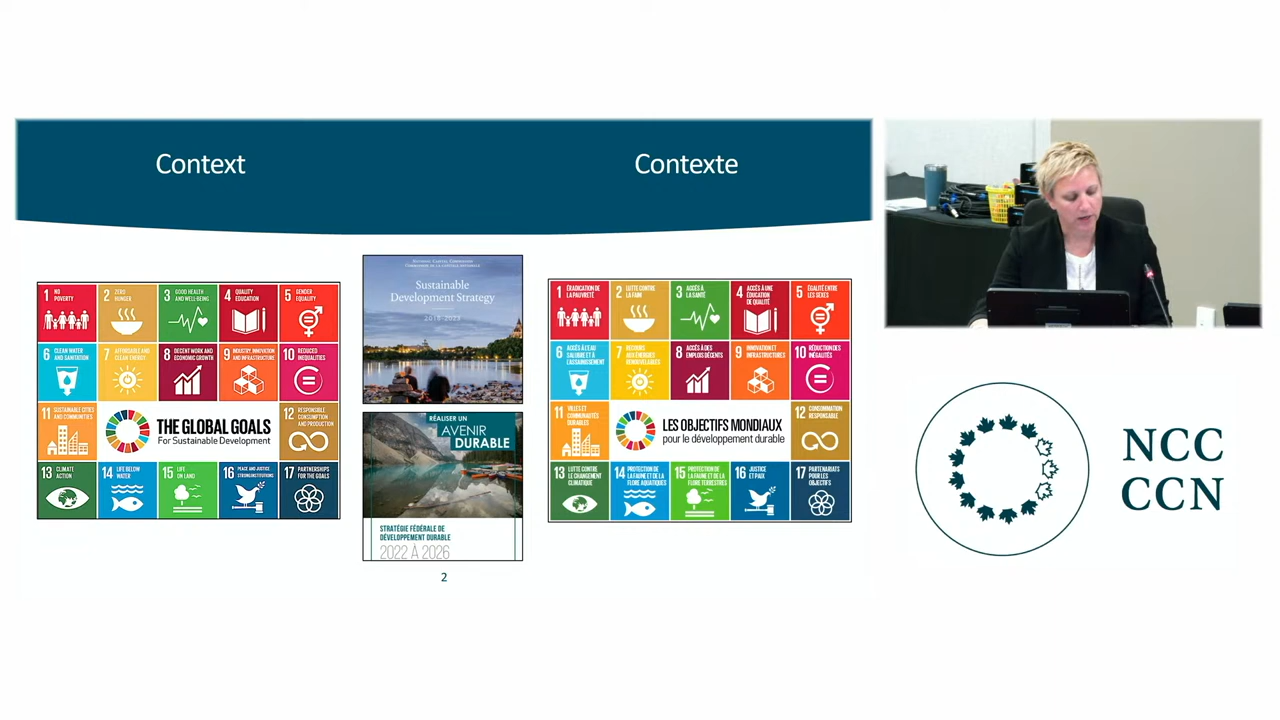 Context
Contexte
1 NO POVERTY
2 ZERO HUNGER
3 GOOD HEALTH AND WELL-BEING
4 QUALITY EDUCATION
5 GENDER EQUALITY
6 CLEAN WATER AND SANITATION
7 AFFORDABLE AND CLEAN ENERGY
8 DECENT WORK AND ECONOMIC GROWTH
9 INDUSTRY, INNOVATION AND INFRASTRUCTURE
10 REDUCED INEQUALITIES
11 SUSTAINABLE CITIES AND COMMUNITIES
THE GLOBAL GOALS
For Sustainable Development
12 RESPONSIBLE CONSUMPTION AND PRODUCTION
13 CLIMATE ACTION
14 LIFE BELOW WATER
15 LIFE ON LAND
16 PEACE AND JUSTICE STRONG INSTITUTIONS
17 PARTNERSHIPS FOR THE GOALS
NATIONAL CAPITAL COMMISSION
COMMISSION DE LA CAPITALE NATIONALE
Sustainable
Development Strategy
2018-2023
RÉALISER UN
AVENIR
DURABLE
STRATÉGIE FÉDÉRALE DE
DÉVELOPPEMENT DURABLE
2022 À 2026
1 ÉRADICATION DE LA PAUVRETÉ
2 LUTTE CONTRE LA FAIM
3 ACCÈS À LA SANTÉ
4 ACCÈS À UNE ÉDUCATION DE QUALITÉ
5 ÉGALITÉ ENTRE LES SEXES
6 ACCÈS À L'EAU SALUBRE ET À L'ASSAINISSEMENT
7 RECOURS AUX ÉNERGIES RENOUVELABLES
8 ACCÈS À DES EMPLOIS DÉCENTS
9 INNOVATION ET INFRASTRUCTURES
10 RÉDUCTION DES INÉGALITÉS
11 VILLES ET COMMUNAUTÉS DURABLES
LES OBJECTIFS MONDIAUX
pour le développement durable
12 CONSOMMATION RESPONSABLE
13 LUTTE CONTRE LE CHANGEMENT CLIMATIQUE
14 PROTECTION DE LA FAUNE ET DE LA FLORE AQUATIQUES
15 PROTECTION DE LA FAUNE ET DE LA FLORE TERRESTRES
16 JUSTICE ET PAIX
17 PARTENARIATS POUR LES OBJECTIFS
2
NCC
CCN